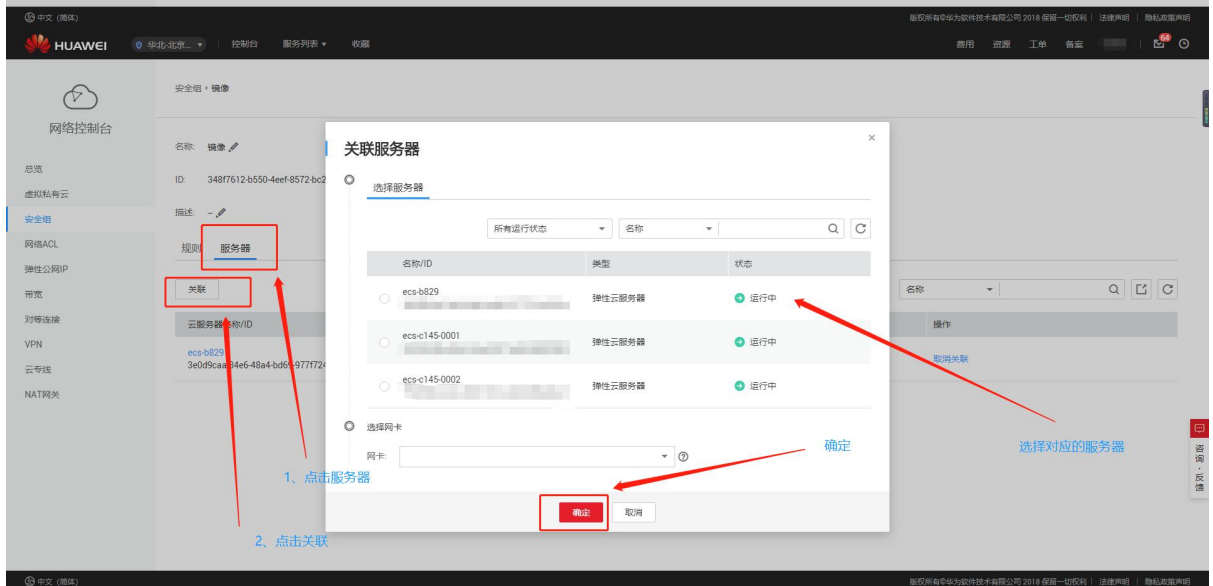 中文 (简体)
版权所有©华为软件技术有限公司 2018 保留一切权利 | 法律声明 | 隐私政策声明
HUAWEI
华北-北京...
控制台
服务列表
收藏
费用
资源
工单
备案
64
网络控制台
总览
虚拟私有云
安全组
网络ACL
弹性公网IP
带宽
对等连接
VPN
云专线
NAT网关
安全组 › 镜像
名称: 镜像
ID: 348f7612-b550-4eef-8572-bc2
描述: --
规则
服务器
关联
名称
云服务器名称/ID
操作
ecs-b829
取消关联
关联服务器
×
选择服务器
所有运行状态
名称
名称/ID
类型
状态
ecs-b829
弹性云服务器
运行中
ecs-c145-0001
弹性云服务器
运行中
ecs-c145-0002
弹性云服务器
运行中
选择网卡
网卡:
确定
取消
1、点击服务器
2、点击关联
确定
选择对应的服务器
咨询·反馈
中文 (简体)
版权所有©华为软件技术有限公司 2018 保留一切权利 | 法律声明 | 隐私政策声明